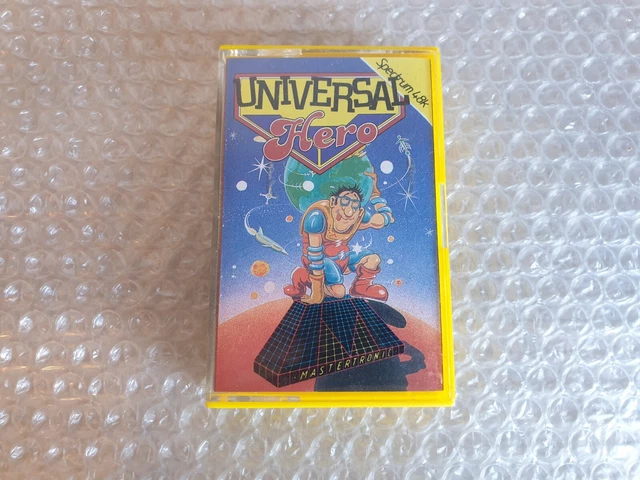 Spectrum 48K
UNIVERSAL
Hero
MASTERTRONIC